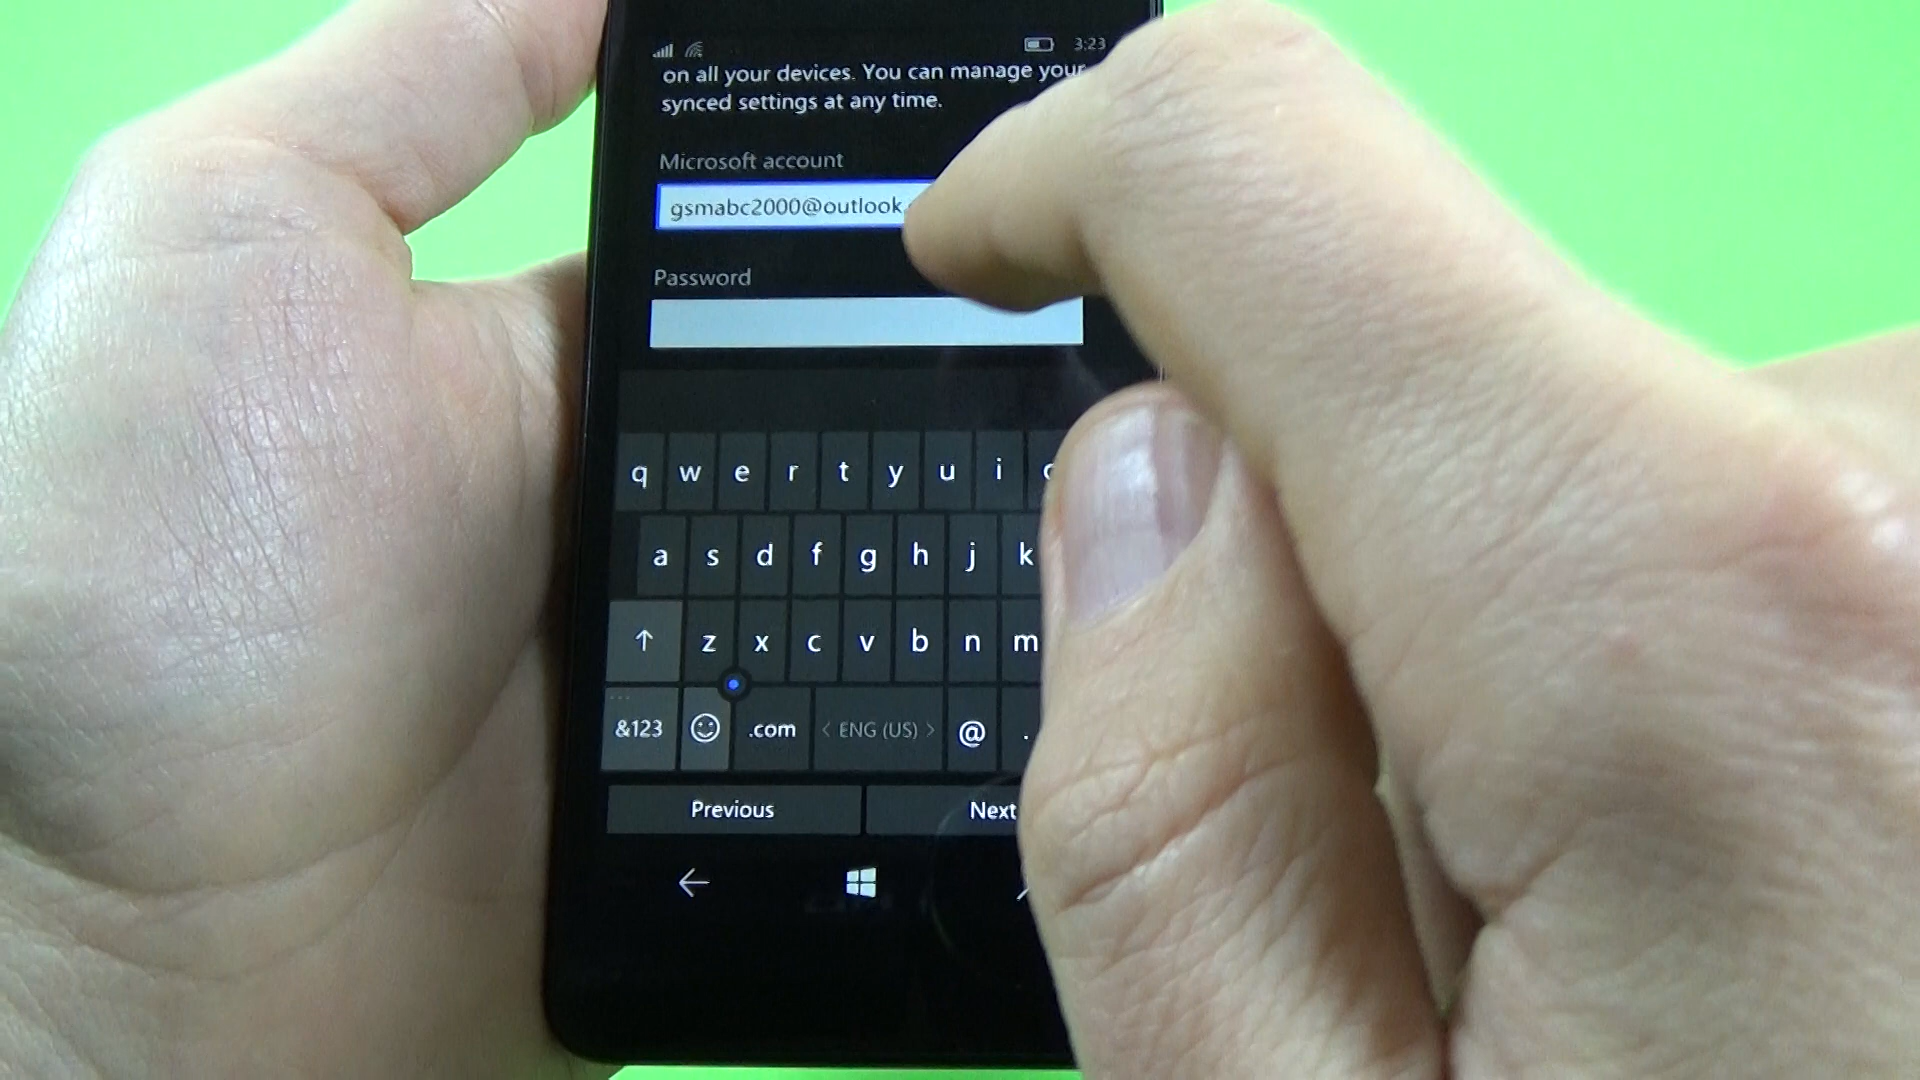 3:23
on all your devices. You can manage your
synced settings at any time.
Microsoft account
gsmabc2000@outlook.
Password
q w e r t y u i
a s d f g h j k
z x c v b n m
&123 .com < ENG (US) > @ .
Previous Next